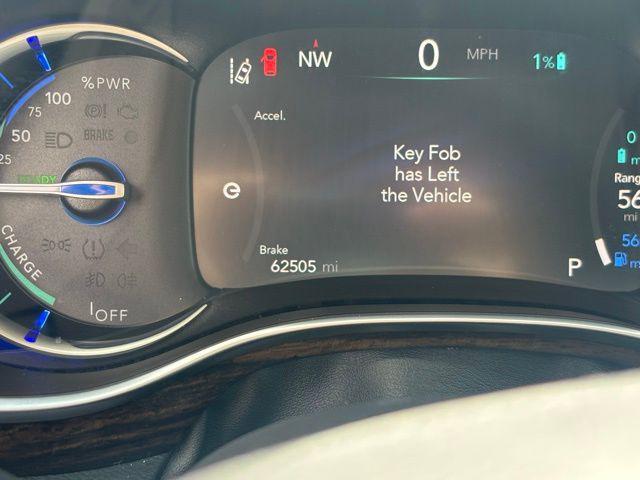 %PWR
100
75
50
25
READY
BRAKE
CHARGE
OFF
NW
0 MPH
1%
Accel.
Key Fob
has Left
the Vehicle
Brake
62505 mi
P
0
Rang
56
mi
56